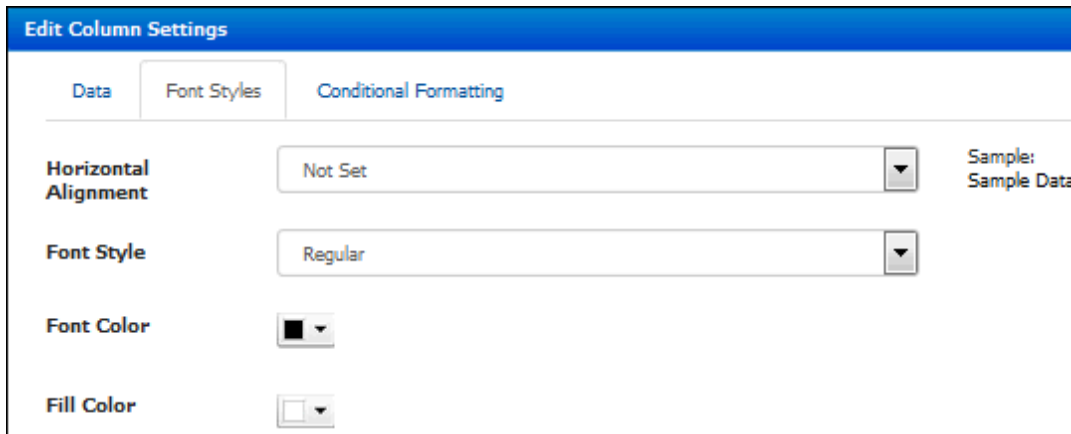 Edit Column Settings
Data Font Styles Conditional Formatting
Horizontal
Alignment
Not Set
Sample:
Sample Data
Font Style
Regular
Font Color
Fill Color